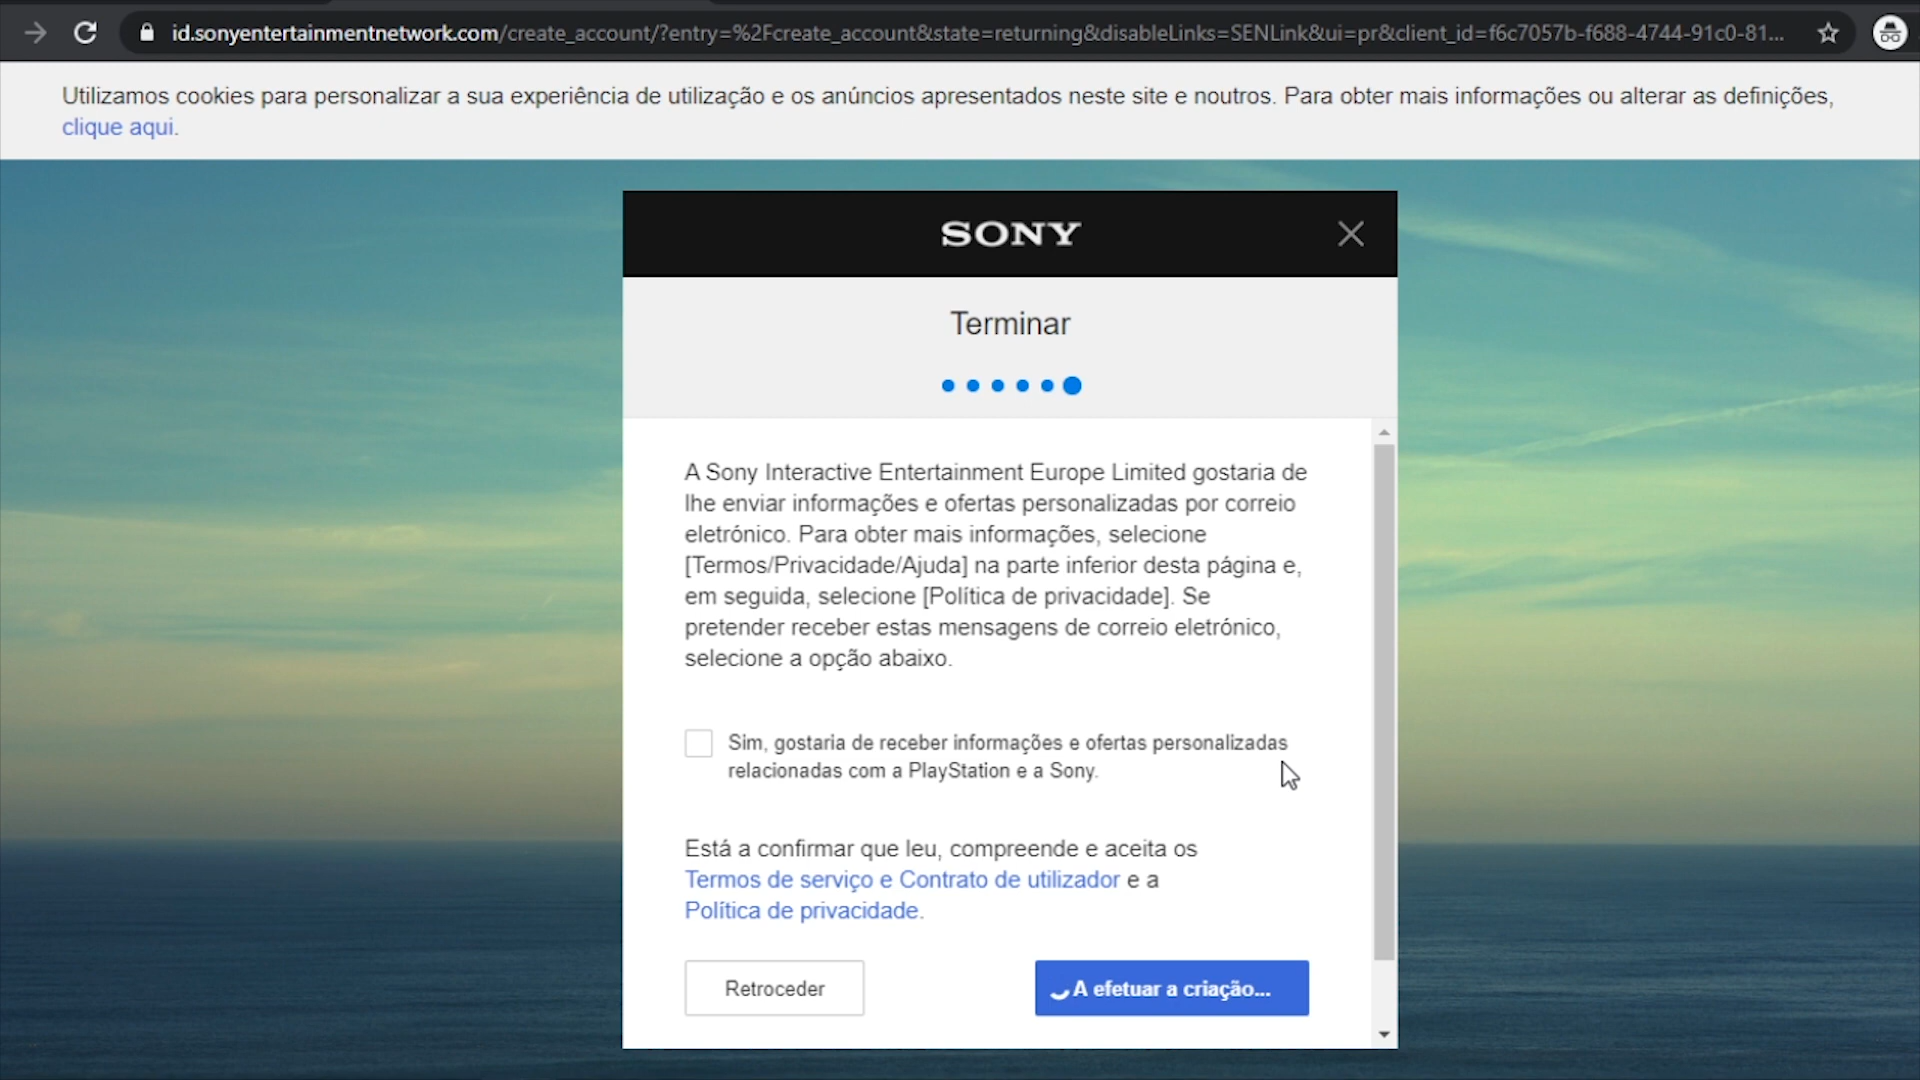 id.sonyentertainmentnetwork.com/create_account/?entry=%2Fcreate_account&state=returning&disableLinks=SENLink&ui=pr&client_id=f6c7057b-f688-4744-91c0-81...
Utilizamos cookies para personalizar a sua experiência de utilização e os anúncios apresentados neste site e noutros. Para obter mais informações ou alterar as definições,
clique aqui.
SONY
Terminar
A Sony Interactive Entertainment Europe Limited gostaria de
lhe enviar informações e ofertas personalizadas por correio
eletrónico. Para obter mais informações, selecione
[Termos/Privacidade/Ajuda] na parte inferior desta página e,
em seguida, selecione [Política de privacidade]. Se
pretender receber estas mensagens de correio eletrónico,
selecione a opção abaixo.
Sim, gostaria de receber informações e ofertas personalizadas
relacionadas com a PlayStation e a Sony.
Está a confirmar que leu, compreende e aceita os
Termos de serviço e Contrato de utilizador e a
Política de privacidade.
Retroceder
A efetuar a criação...